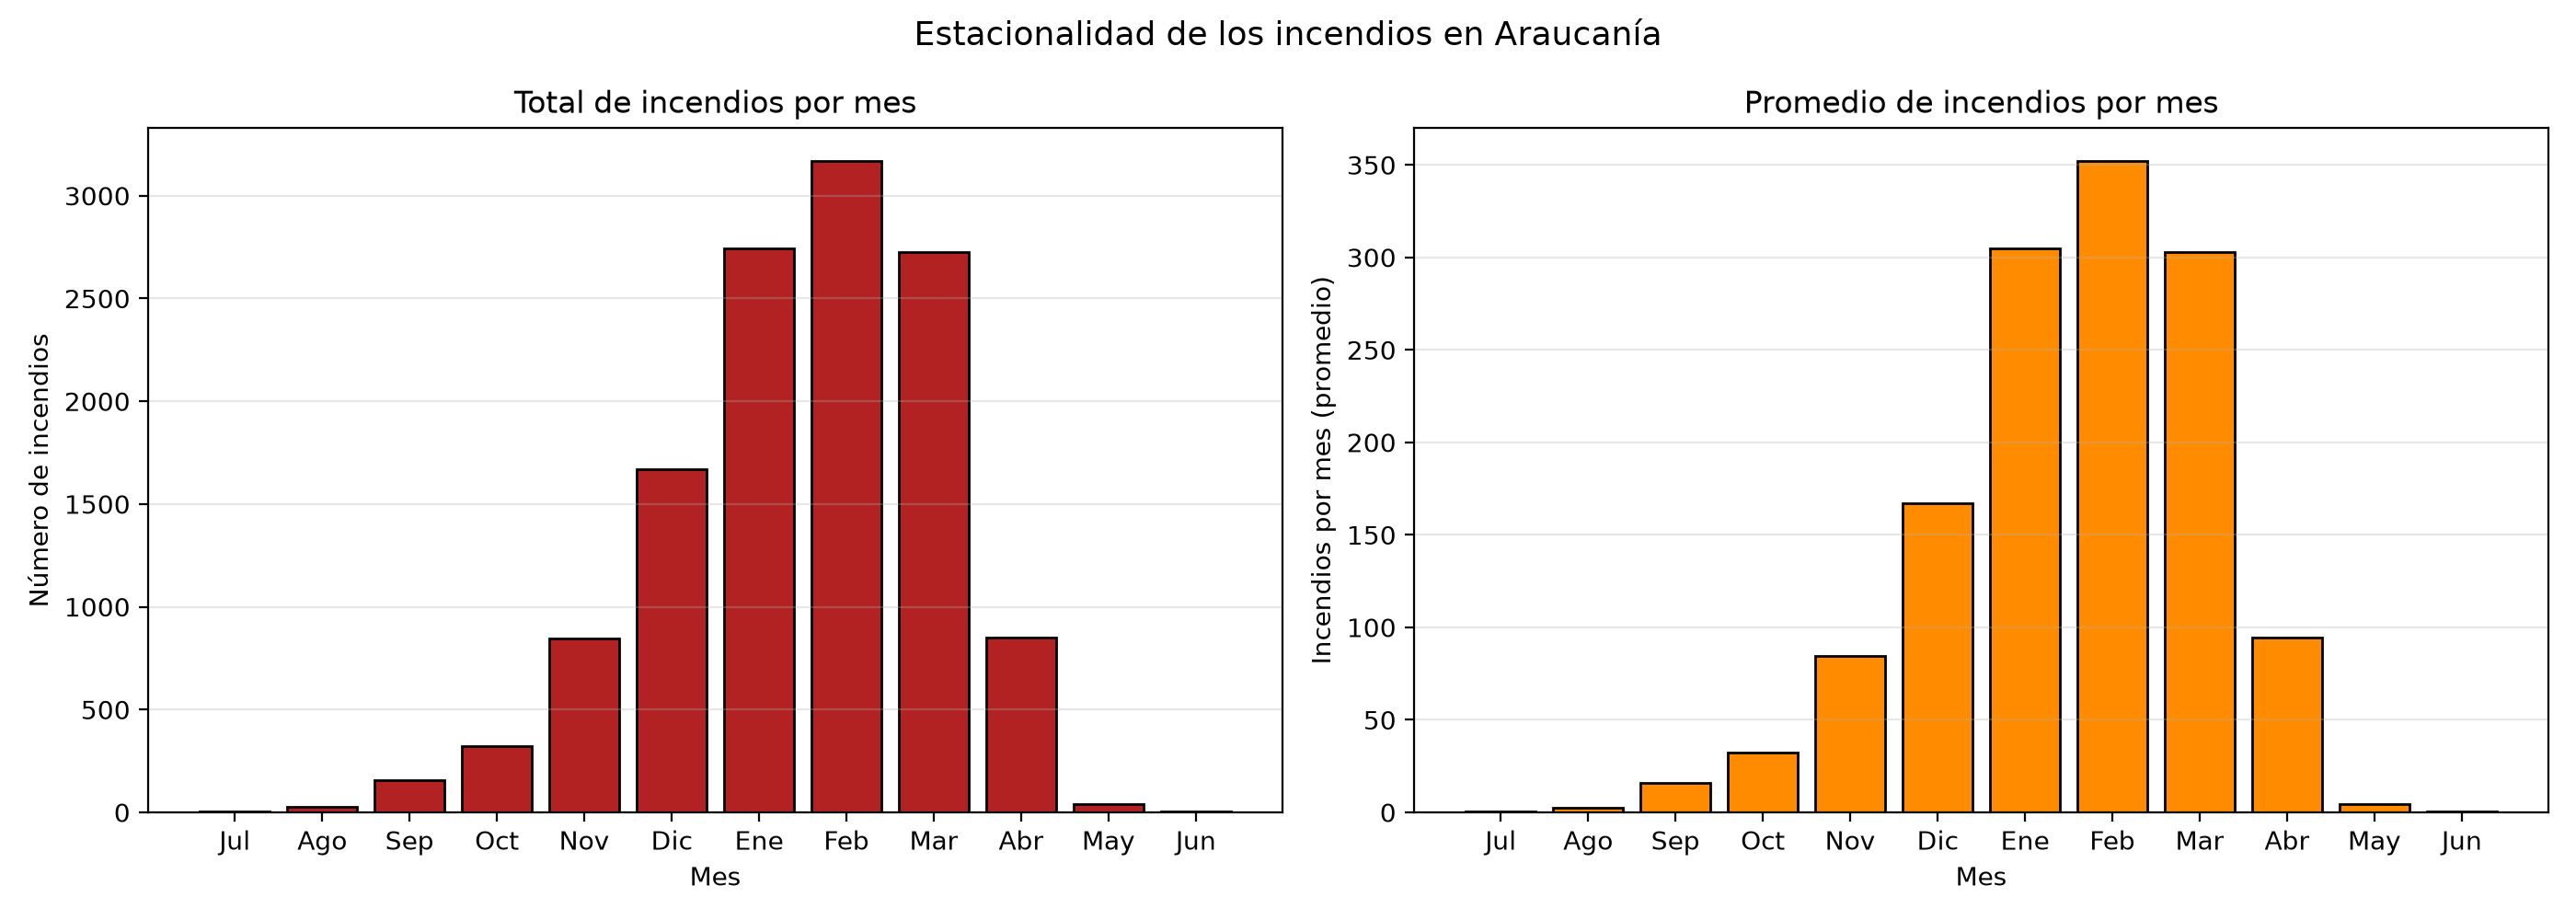 Estacionalidad de los incendios en Araucanía
Total de incendios por mes
Número de incendios
3000
2500
2000
1500
1000
500
0
Jul Ago Sep Oct Nov Dic Ene Feb Mar Abr May Jun
Mes
Promedio de incendios por mes
Incendios por mes (promedio)
350
300
250
200
150
100
50
0
Jul Ago Sep Oct Nov Dic Ene Feb Mar Abr May Jun
Mes